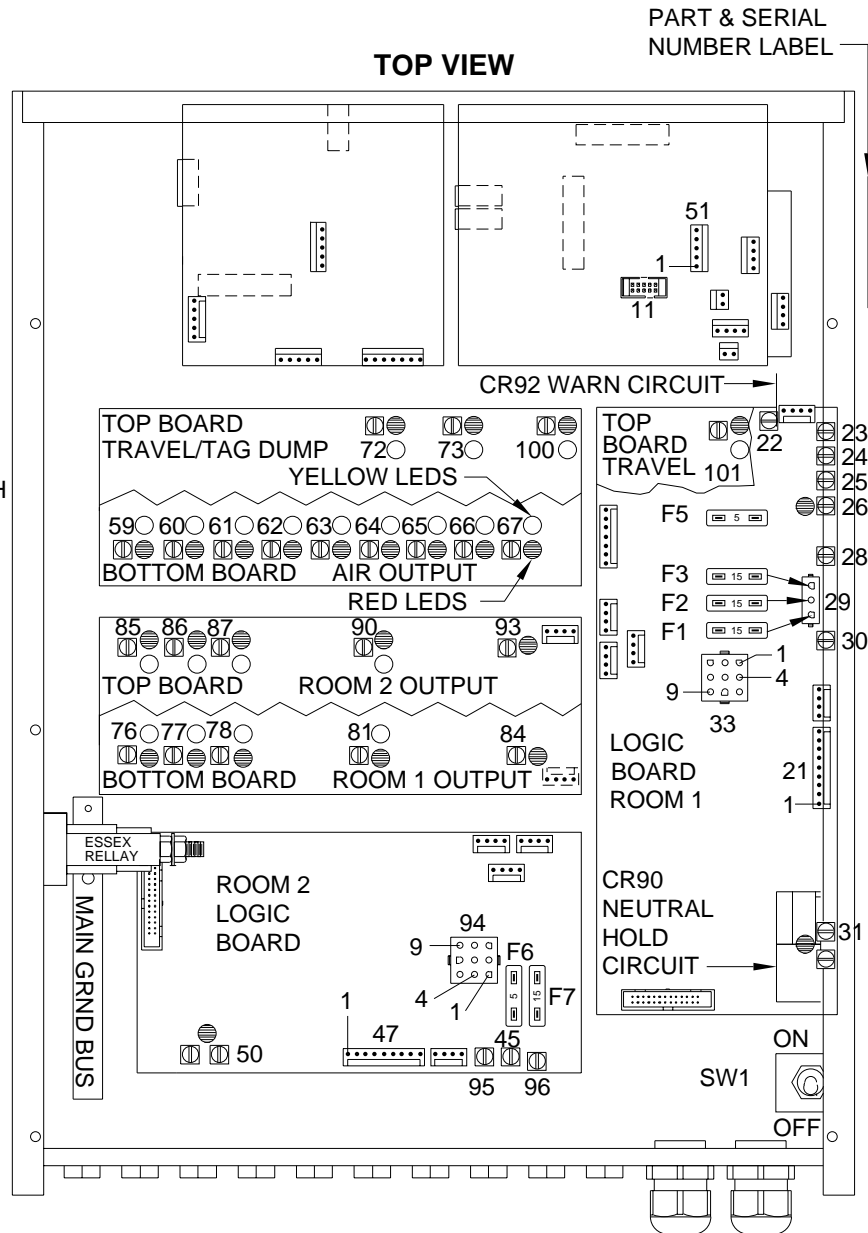 PART & SERIAL
NUMBER LABEL
TOP VIEW
51
1
11
CR92 WARN CIRCUIT
TOP BOARD
TRAVEL/TAG DUMP 72 73 100
YELLOW LEDS
59 60 61 62 63 64 65 66 67
BOTTOM BOARD AIR OUTPUT
RED LEDS
TOP
BOARD
TRAVEL
101
22
23
24
25
26
28
29
30
H
F5 5
F3 15
F2 15
F1 15
1
4
9
33
85 86 87 90 93
TOP BOARD ROOM 2 OUTPUT
76 77 78 81 84
BOTTOM BOARD ROOM 1 OUTPUT
LOGIC
BOARD
ROOM 1
21
1
ESSEX
RELLAY
MAIN GRND BUS
ROOM 2
LOGIC
BOARD
94
9
4
1
F6
5
15
F7
CR90
NEUTRAL
HOLD
CIRCUIT
31
50
1
47
45
95
96
ON
SW1
OFF